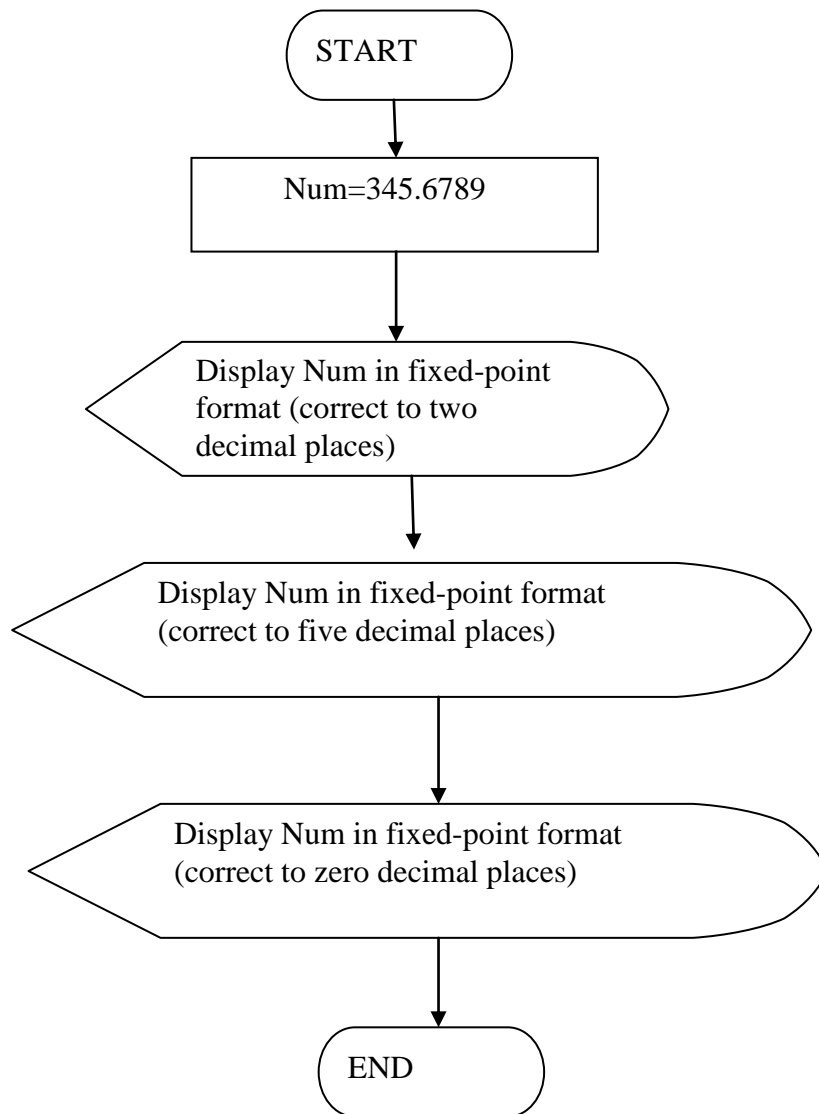 START
Num=345.6789
Display Num in fixed-point
format (correct to two
decimal places)
Display Num in fixed-point format
(correct to five decimal places)
Display Num in fixed-point format
(correct to zero decimal places)
END